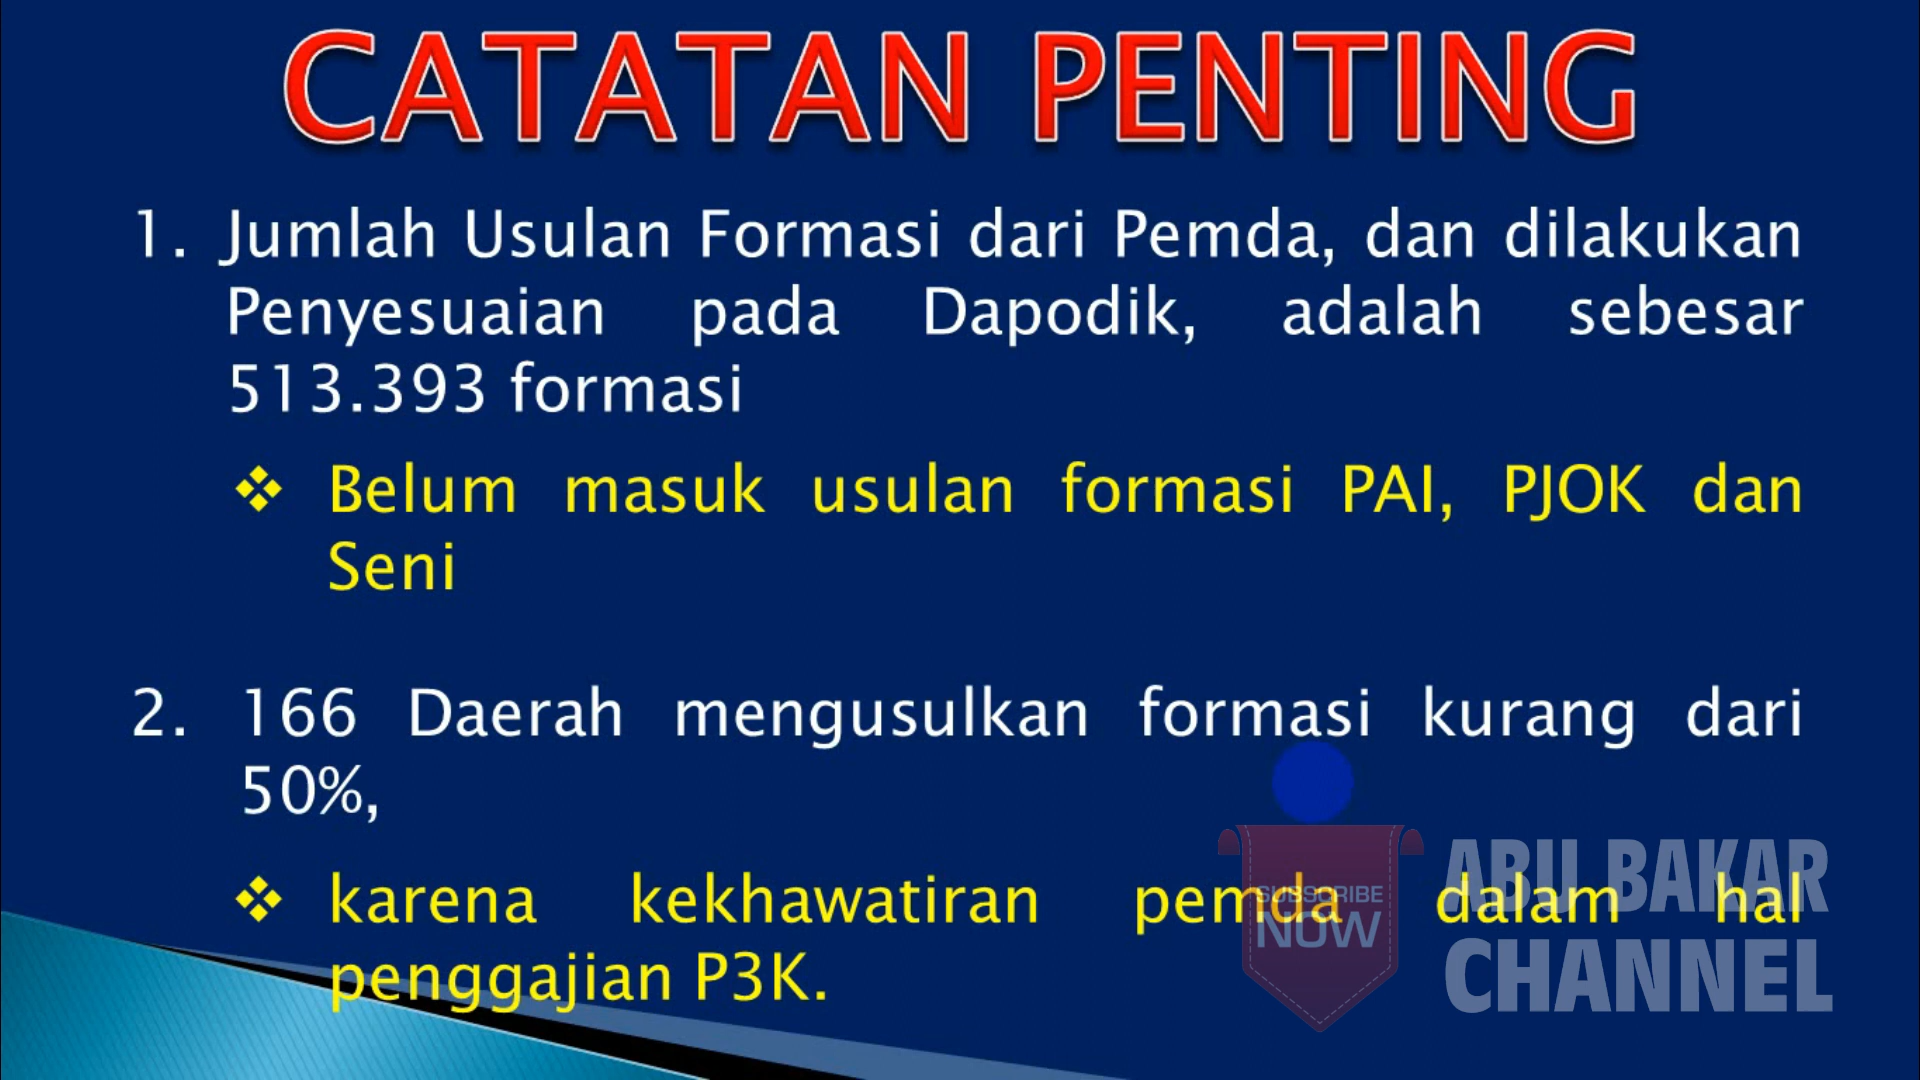 CATATAN PENTING
1. Jumlah Usulan Formasi dari Pemda, dan dilakukan
Penyesuaian pada Dapodik, adalah sebesar
513.393 formasi
❖ Belum masuk usulan formasi PAI, PJOK dan
Seni
2. 166 Daerah mengusulkan formasi kurang dari
50%,
❖ karena kekhawatiran pemda dalam hal
penggajian P3K.
SUBSCRIBE
NOW
ABU BAKAR
CHANNEL